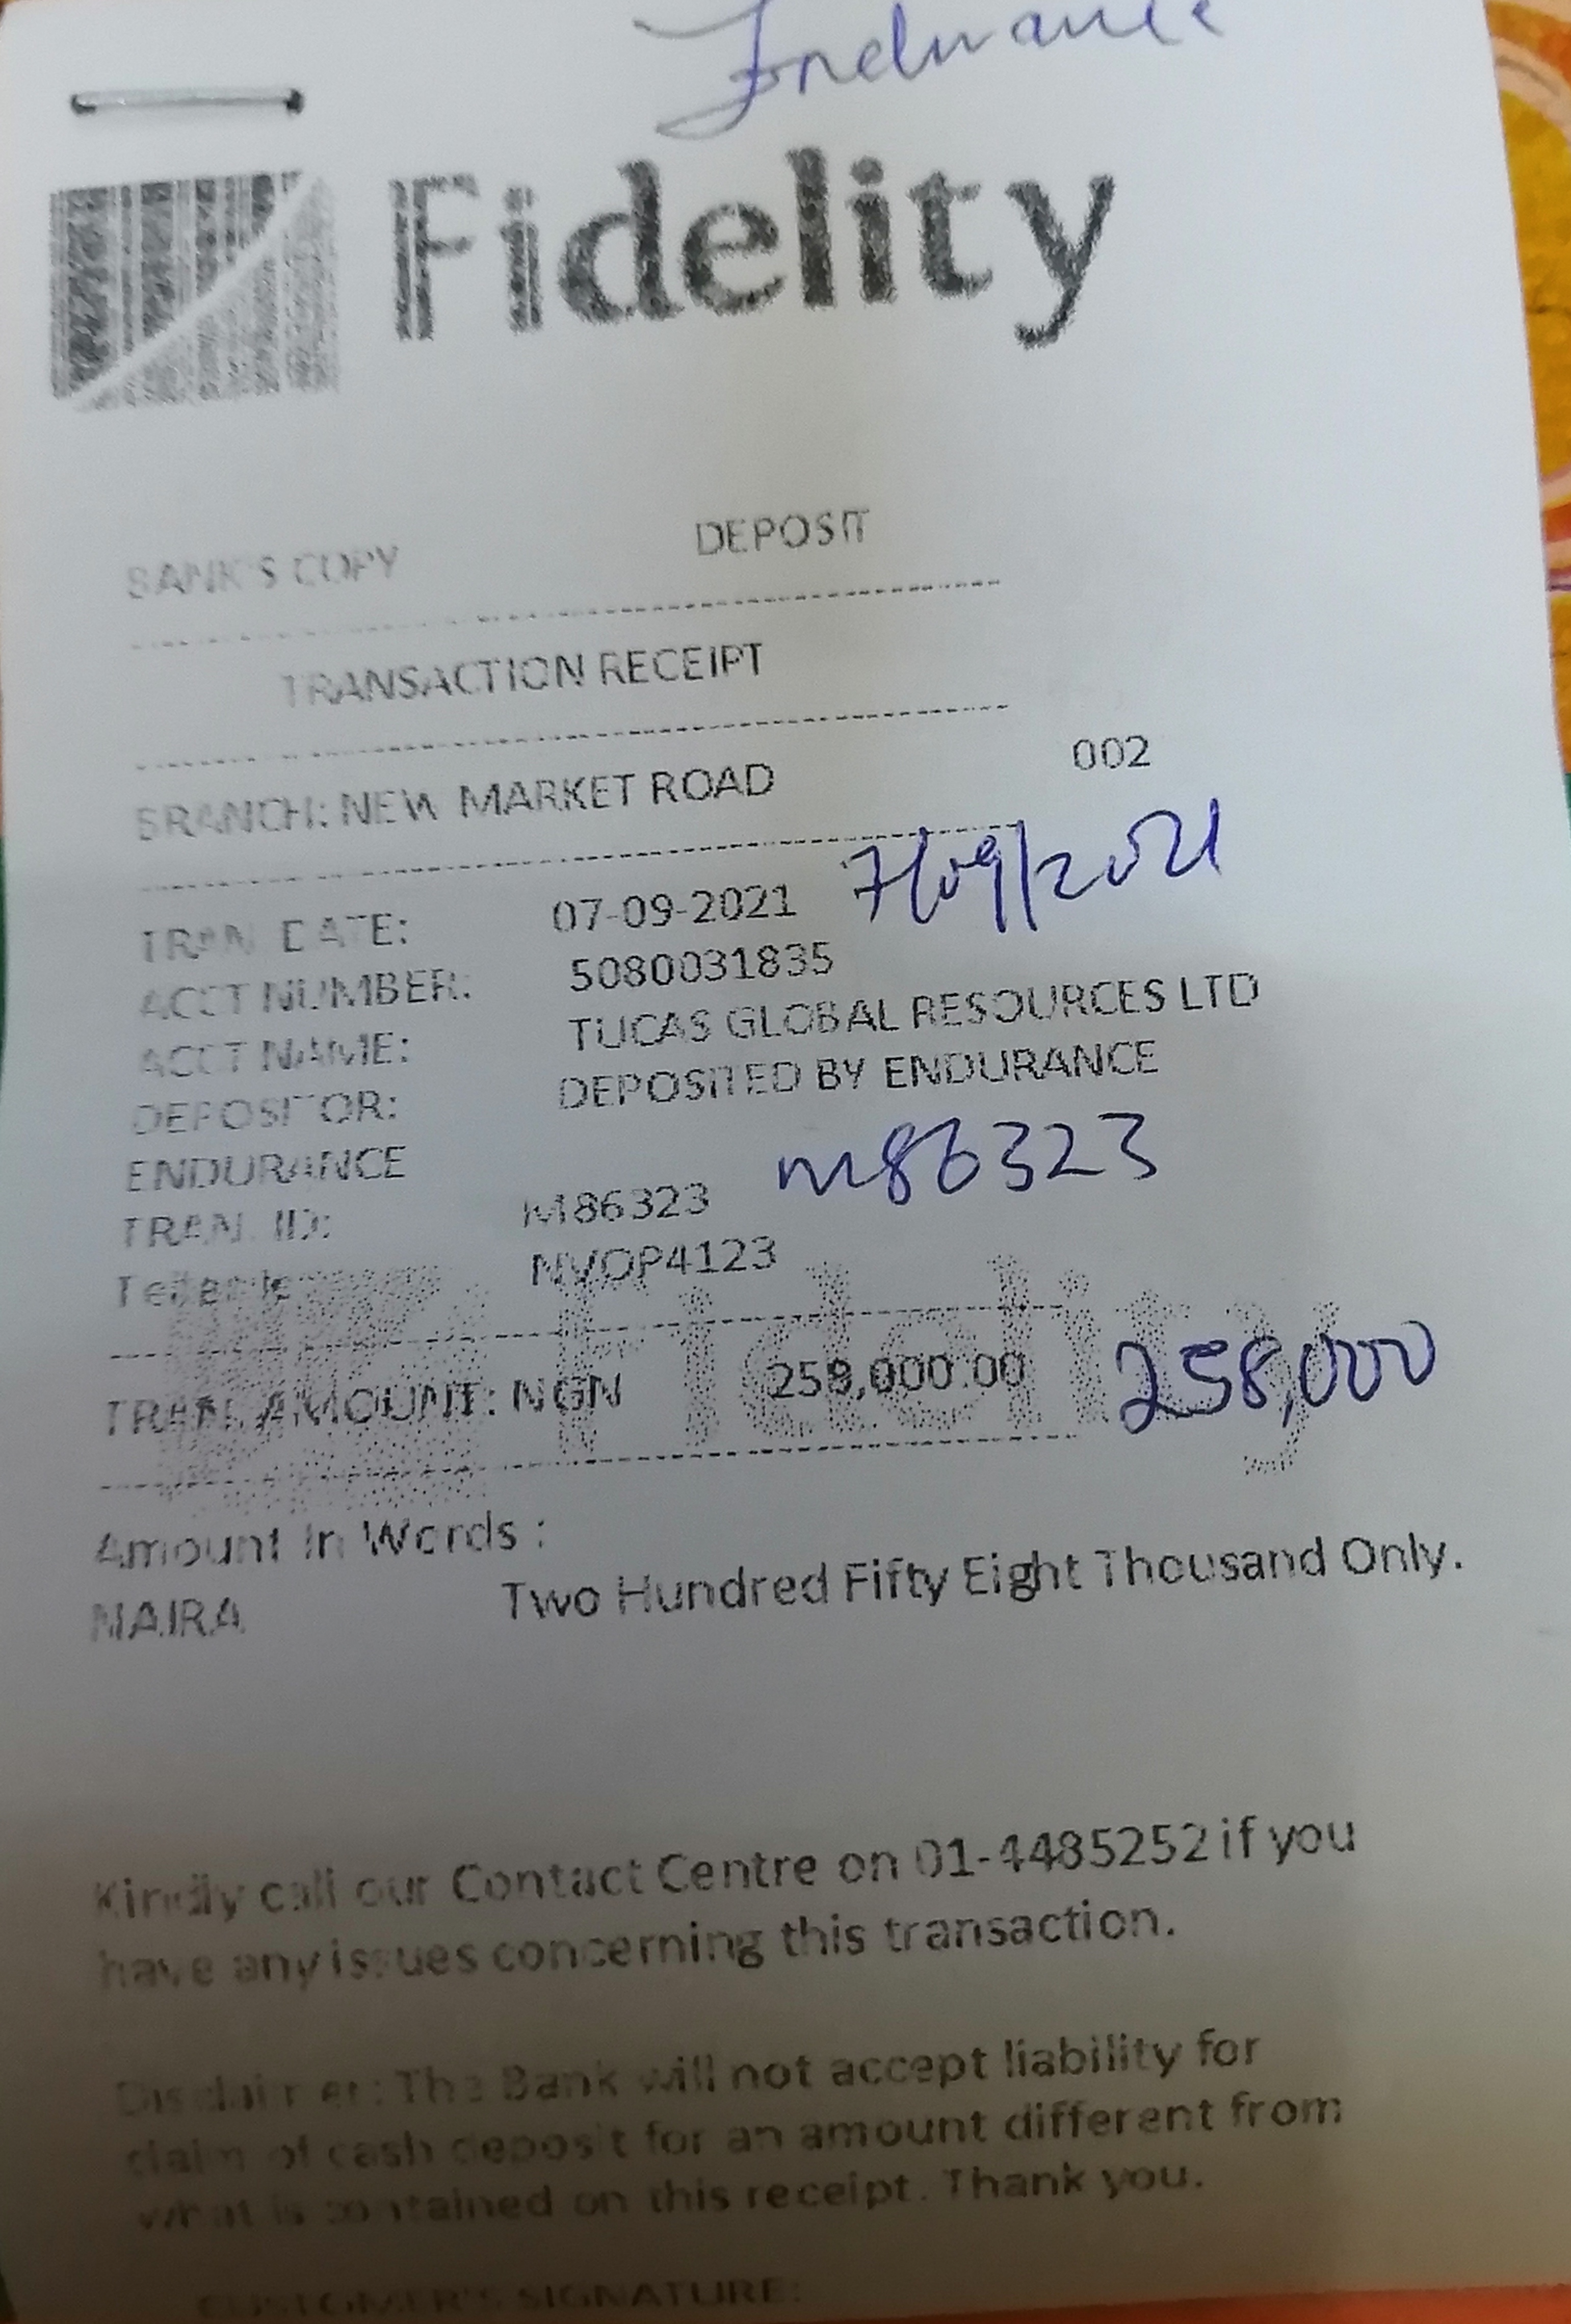 Endurance
Fidelity
BANK'S COPY DEPOSIT
TRANSACTION RECEIPT
BRANCH: NEW MARKET ROAD 002
TRAN DATE: 07-09-2021 7/09/2021
ACCT NUMBER: 5080031835
ACCT NAME: TUCAS GLOBAL RESOURCES LTD
DEPOSITOR: DEPOSITED BY ENDURANCE
ENDURANCE
TRAN. ID: M86323 M86323
NVOP4123
Fidelity
TRAN. AMOUNT: NGN 258,000.00 258,000
Amount In Words :
NAIRA Two Hundred Fifty Eight Thousand Only.
Kindly call our Contact Centre on 01-4485252 if you
have any issues concerning this transaction.
Disclaimer: The Bank will not accept liability for
claim of cash deposit for an amount different from
what is contained on this receipt. Thank you.
CUSTOMER'S SIGNATURE: